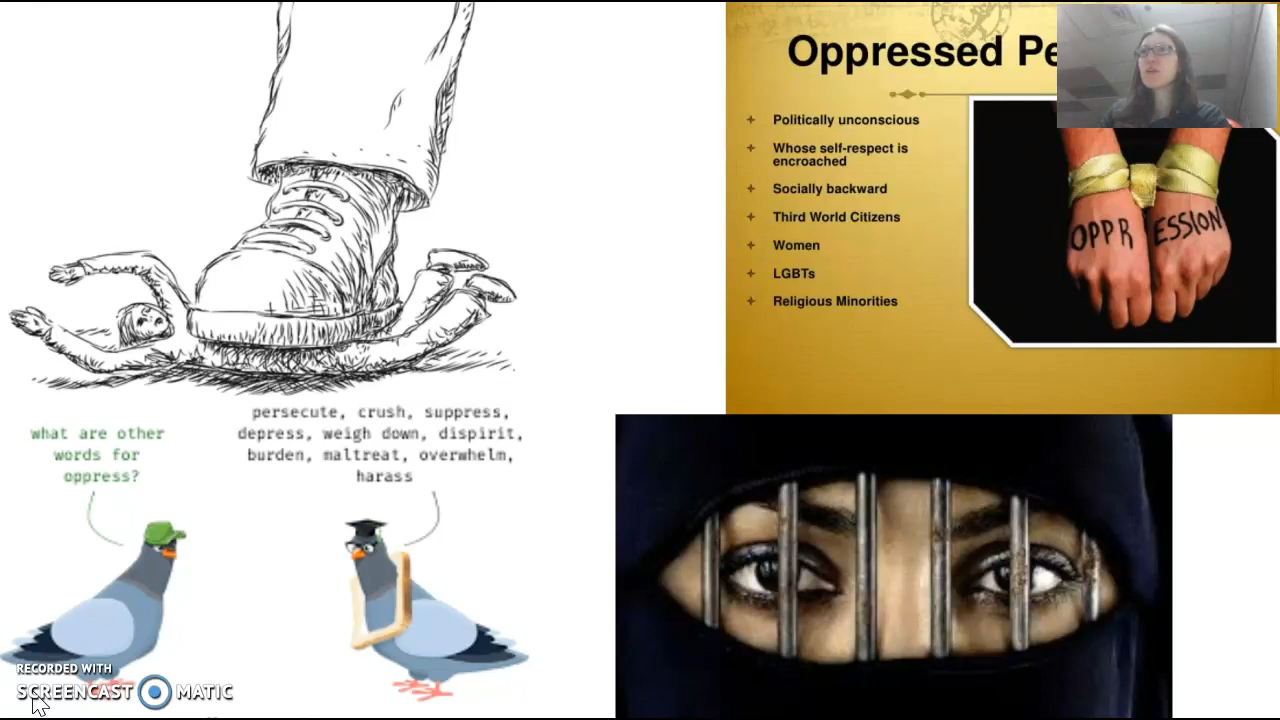 Oppressed Pe
Politically unconscious
Whose self-respect is
encroached
Socially backward
Third World Citizens
Women
LGBTs
Religious Minorities
OPPR ESSION
what are other
words for
oppress?
persecute, crush, suppress,
depress, weigh down, dispirit,
burden, maltreat, overwhelm,
harass
RECORDED WITH
SCREENCAST MATIC